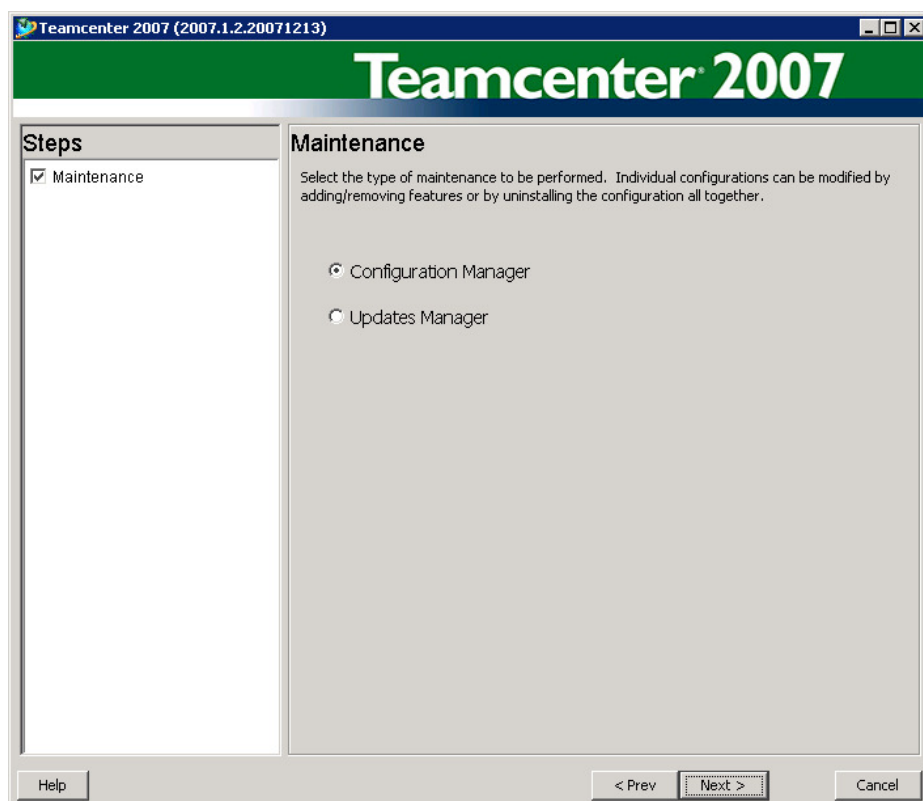 Teamcenter 2007 (2007.1.2.20071213)
Teamcenter® 2007
Steps
Maintenance
Maintenance
Select the type of maintenance to be performed. Individual configurations can be modified by
adding/removing features or by uninstalling the configuration all together.
Configuration Manager
Updates Manager
Help
< Prev
Next >
Cancel